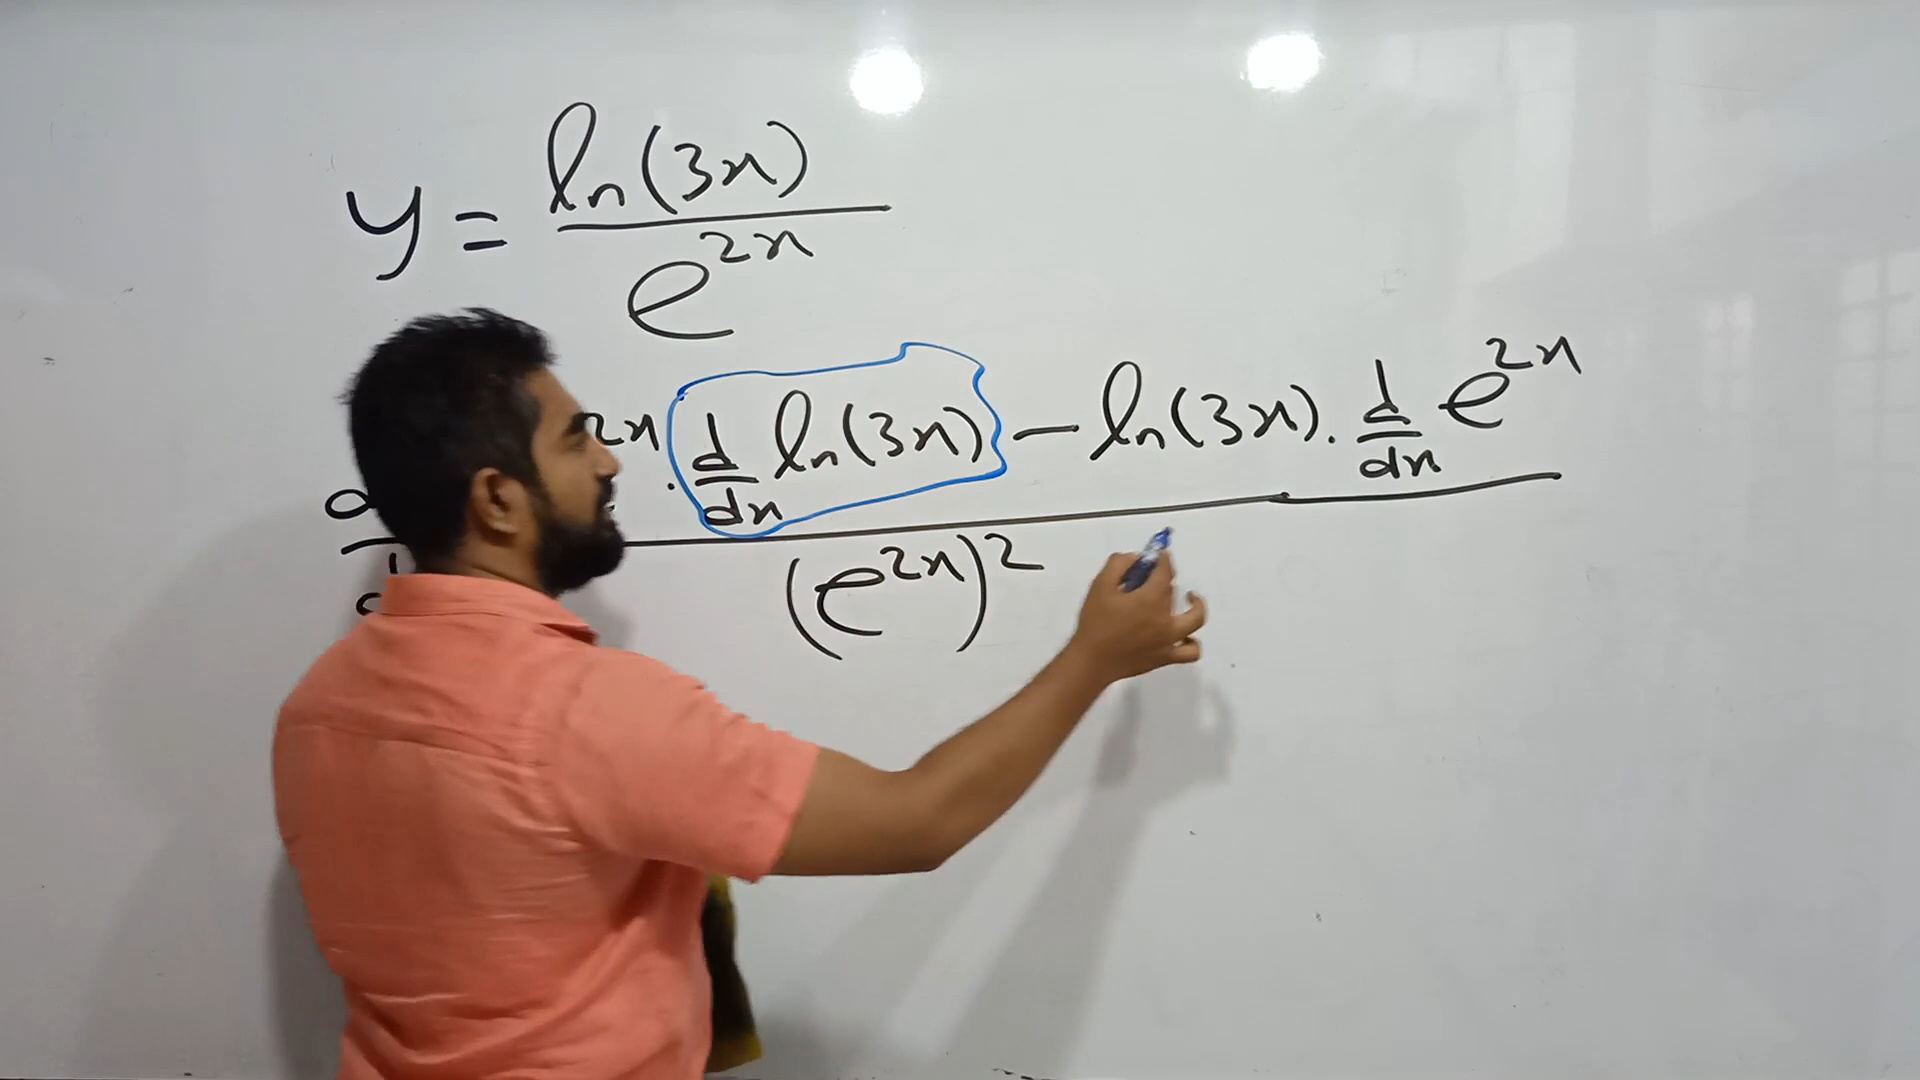 y = ln(3x) / e^2x
2x . d/dx ln(3x) − ln(3x) . d/dx e^2x
(e^2x)^2